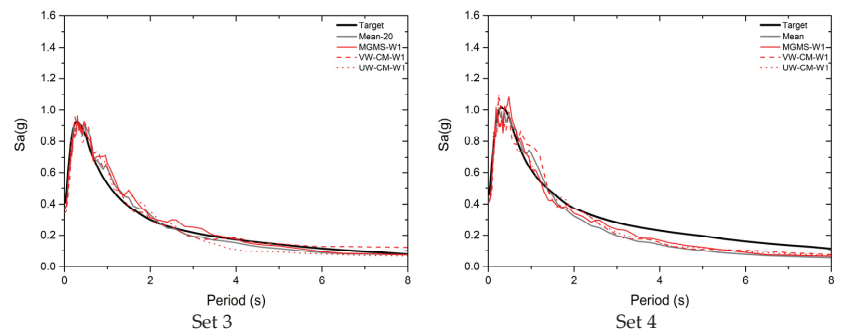 1.6
1.4
1.2
1.0
0.8
0.6
0.4
0.2
0.0
Sa(g)
0 2 4 6 8
Period (s)
Target
Mean-20
MGMS-W1
VW-CM-W1
UW-CM-W1
Set 3
1.6
1.4
1.2
1.0
0.8
0.6
0.4
0.2
0.0
Sa(g)
0 2 4 6 8
Period (s)
Target
Mean
MGMS-W1
VW-CM-W1
UW-CM-W1
Set 4